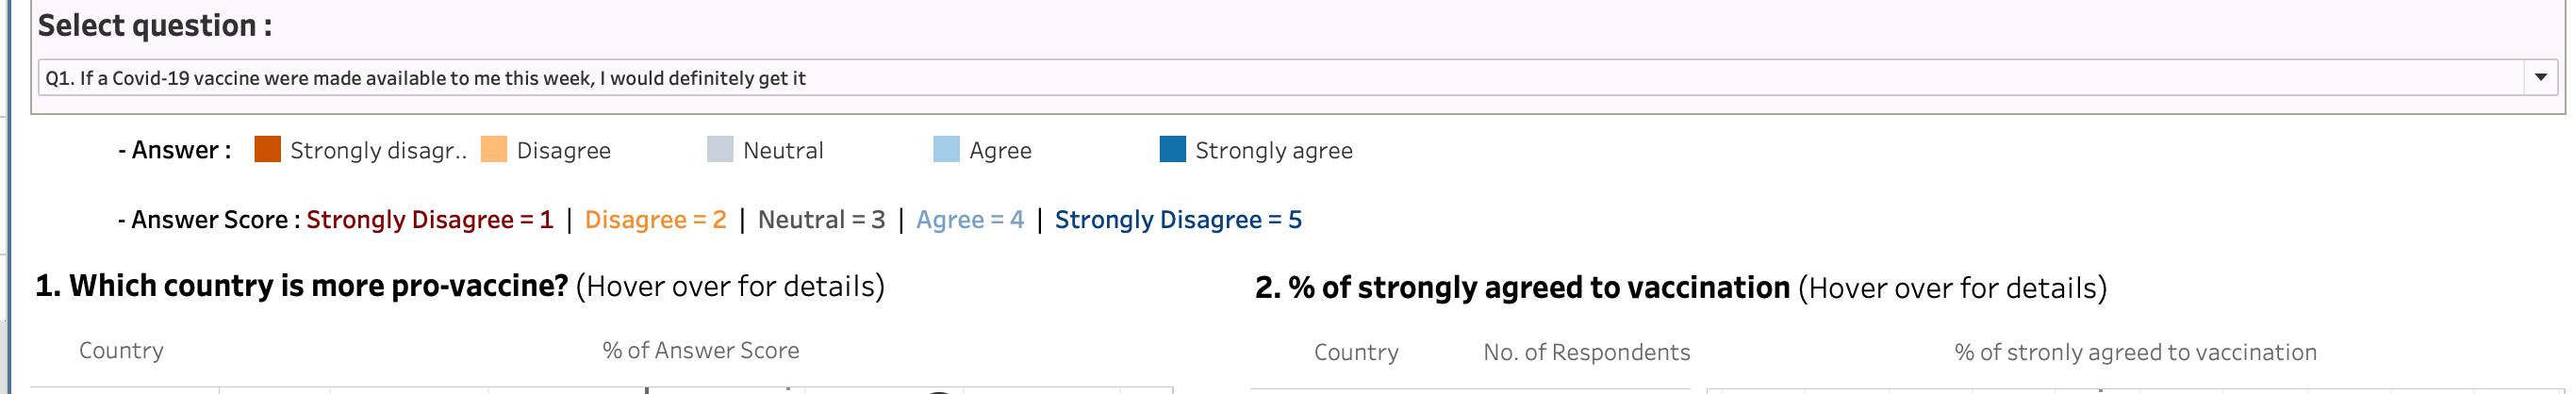 Select question :
Q1. If a Covid-19 vaccine were made available to me this week, I would definitely get it
- Answer : Strongly disagr.. Disagree Neutral Agree Strongly agree
- Answer Score : Strongly Disagree = 1 | Disagree = 2 | Neutral = 3 | Agree = 4 | Strongly Disagree = 5
1. Which country is more pro-vaccine? (Hover over for details)
Country % of Answer Score
2. % of strongly agreed to vaccination (Hover over for details)
Country No. of Respondents % of stronly agreed to vaccination